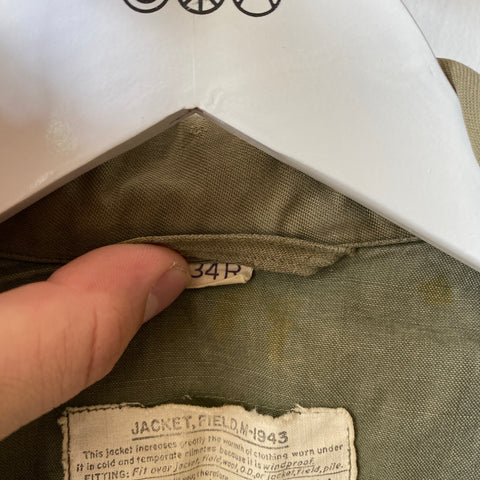 34R
JACKET, FIELD, M-1943
This jacket increases greatly the warmth of clothing worn under
it in cold and temperate climates because it is windproof.
FITTING: Fit over jacket, field, wool, O.D., or jacket, field, pile.